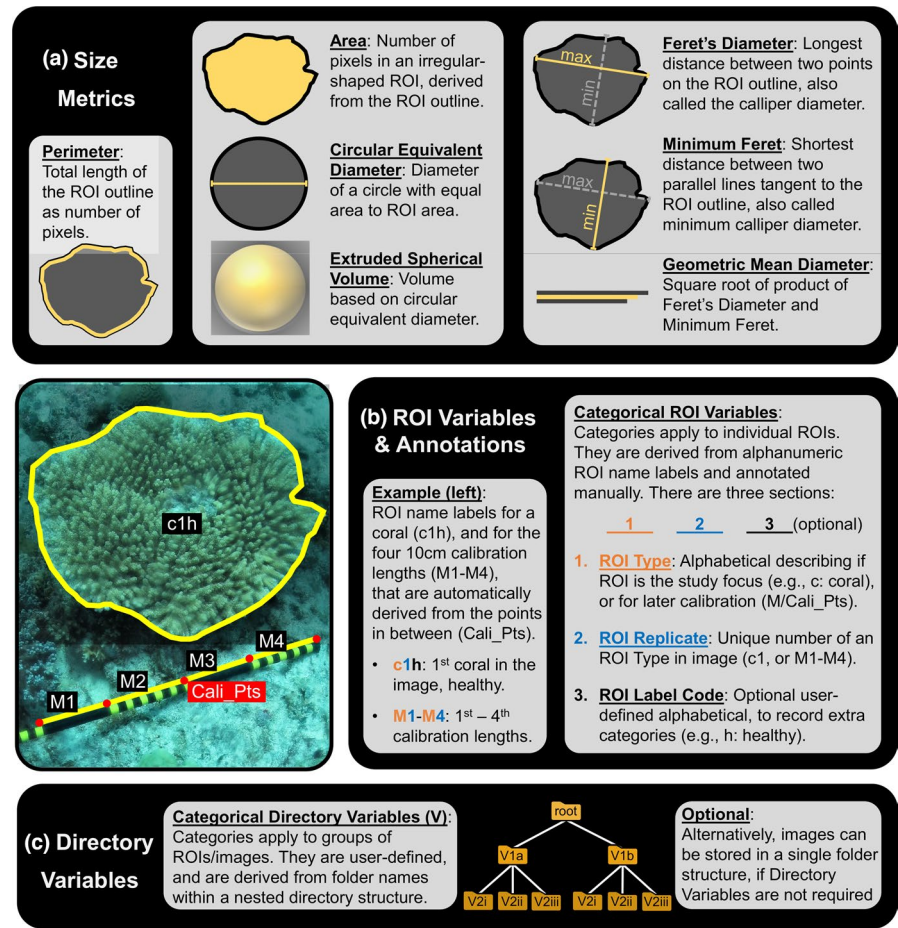 (a) Size
Metrics
Perimeter:
Total length of
the ROI outline
as number of
pixels.
Area: Number of
pixels in an irregular-
shaped ROI, derived
from the ROI outline.
Circular Equivalent
Diameter: Diameter
of a circle with equal
area to ROI area.
Extruded Spherical
Volume: Volume
based on circular
equivalent diameter.
max
min
Feret's Diameter: Longest
distance between two points
on the ROI outline, also
called the calliper diameter.
max
min
Minimum Feret: Shortest
distance between two
parallel lines tangent to the
ROI outline, also called
minimum calliper diameter.
Geometric Mean Diameter:
Square root of product of
Feret's Diameter and
Minimum Feret.
c1h
M4
M3
M2
M1
Cali_Pts
(b) ROI Variables
& Annotations
Example (left):
ROI name labels for a
coral (c1h), and for the
four 10cm calibration
lengths (M1-M4),
that are automatically
derived from the points
in between (Cali_Pts).
• c1h: 1st coral in the
image, healthy.
• M1-M4: 1st – 4th
calibration lengths.
Categorical ROI Variables:
Categories apply to individual ROIs.
They are derived from alphanumeric
ROI name labels and annotated
manually. There are three sections:
1 2 3 (optional)
1. ROI Type: Alphabetical describing if
ROI is the study focus (e.g., c: coral),
or for later calibration (M/Cali_Pts).
2. ROI Replicate: Unique number of an
ROI Type in image (c1, or M1-M4).
3. ROI Label Code: Optional user-
defined alphabetical, to record extra
categories (e.g., h: healthy).
(c) Directory
Variables
Categorical Directory Variables (V):
Categories apply to groups of
ROIs/images. They are user-defined,
and are derived from folder names
within a nested directory structure.
root
V1a V1b
V2i V2ii V2iii V2i V2ii V2iii
Optional:
Alternatively, images can
be stored in a single folder
structure, if Directory
Variables are not required